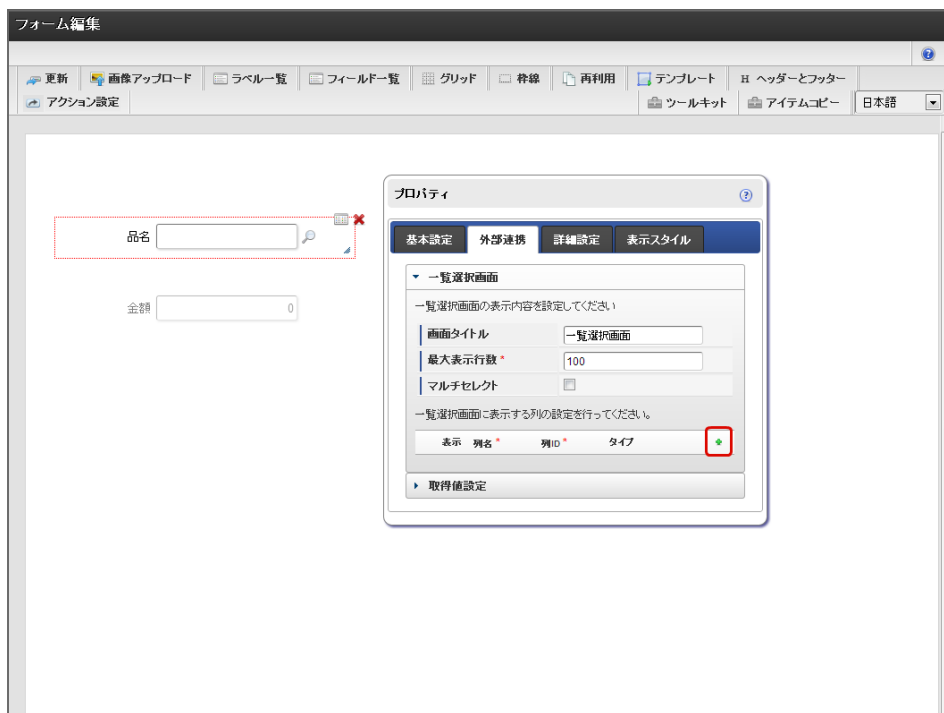 フォーム編集
更新 画像アップロード ラベル一覧 フィールド一覧 グリッド 枠線 再利用 テンプレート H ヘッダーとフッター
アクション設定 ツールキット アイテムコピー 日本語
プロパティ
品名
基本設定 外部連携 詳細設定 表示スタイル
一覧選択画面
一覧選択画面の表示内容を設定してください
金額 0
画面タイトル 一覧選択画面
最大表示行数* 100
マルチセレクト
一覧選択画面に表示する列の設定を行ってください。
表示 列名* 列ID* タイプ
取得値設定